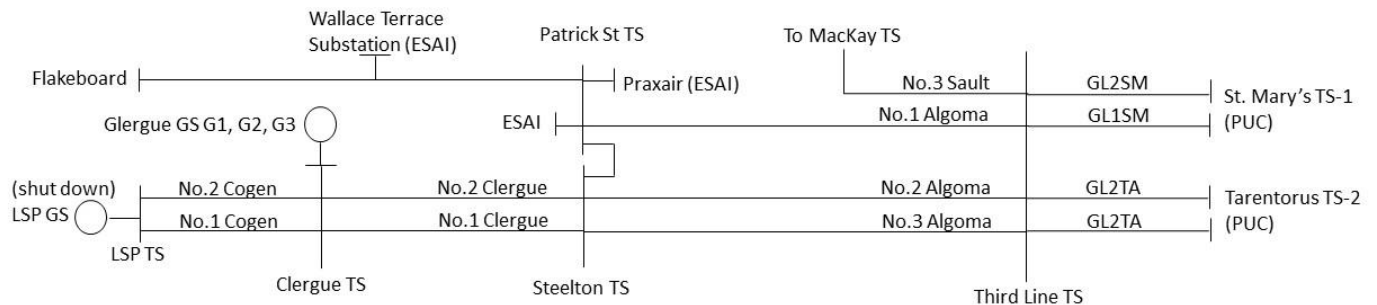 Wallace Terrace
Substation (ESAI)
Patrick St TS
To MacKay TS
Flakeboard
Praxair (ESAI)
No.3 Sault
GL2SM
St. Mary's TS-1
(PUC)
Glergue GS G1, G2, G3
ESAI
No.1 Algoma
GL1SM
(shut down)
LSP GS
No.2 Cogen
No.2 Clergue
No.2 Algoma
GL2TA
Tarentorus TS-2
(PUC)
No.1 Cogen
No.1 Clergue
No.3 Algoma
GL2TA
LSP TS
Clergue TS
Steelton TS
Third Line TS